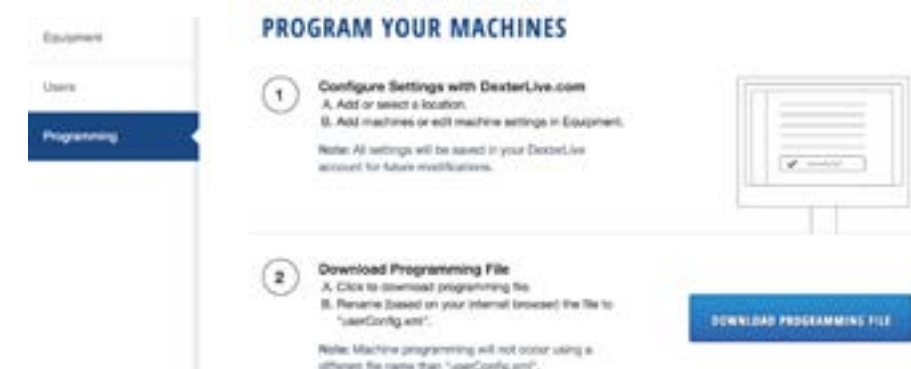 Equipment
Users
Programming
PROGRAM YOUR MACHINES
1
Configure Settings with DexterLive.com
A. Add or select a location.
B. Add machines or edit machine settings in Equipment.
Note: All settings will be saved in your DexterLive
account for future modifications.
2
Download Programming File
A. Click to download programming file.
B. Rename (based on your internet browser) the file to
"userConfig.xml".
Note: Machine programming will not occur using a
different file name than "userConfig.xml".
DOWNLOAD PROGRAMMING FILE